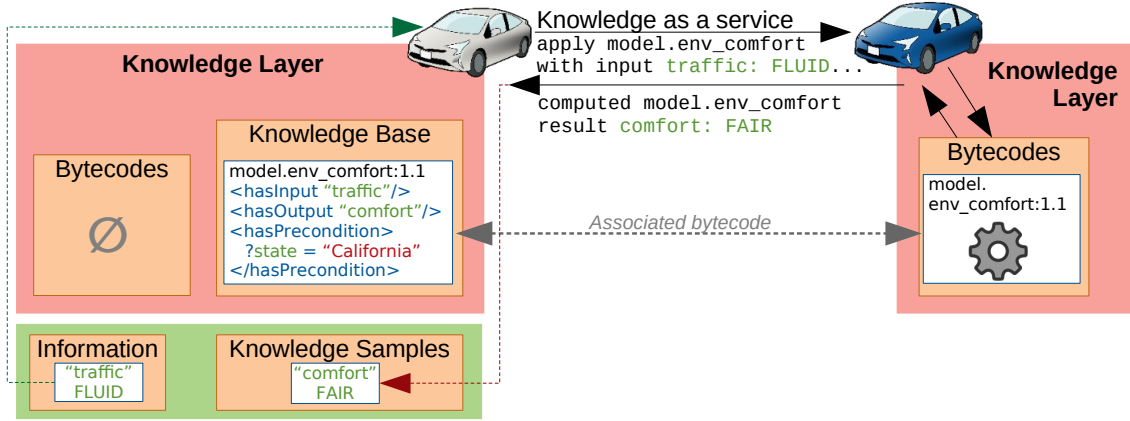 Knowledge as a service
apply model.env_comfort
with input traffic: FLUID...
computed model.env_comfort
result comfort: FAIR
Knowledge Layer
Knowledge
Layer
Bytecodes
∅
Knowledge Base
model.env_comfort:1.1
<hasInput “traffic”/>
<hasOutput “comfort”/>
<hasPrecondition>
?state = “California”
</hasPrecondition>
Associated bytecode
Bytecodes
model.
env_comfort:1.1
Information
“traffic”
FLUID
Knowledge Samples
“comfort”
FAIR